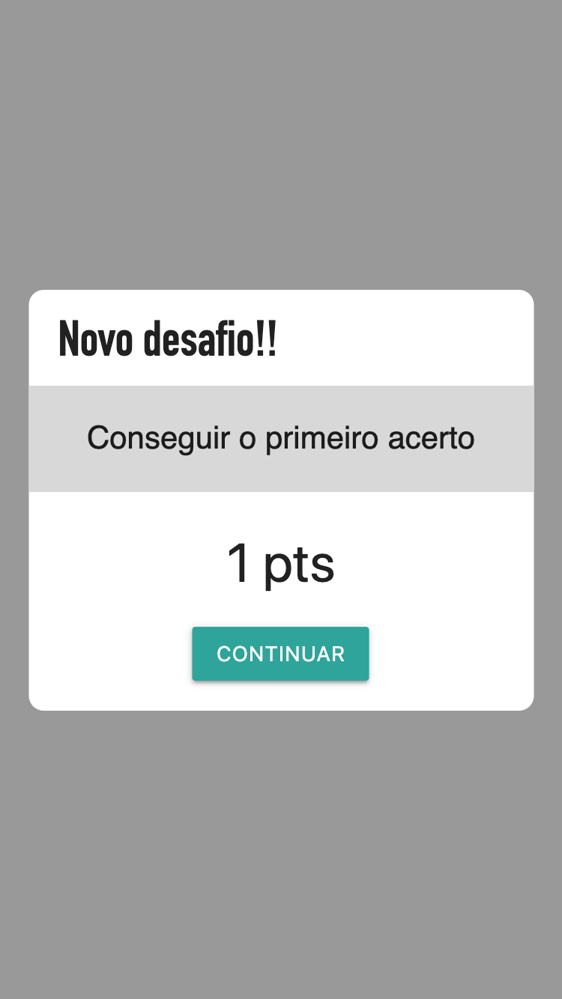 Novo desafio!!
Conseguir o primeiro acerto
1 pts
CONTINUAR